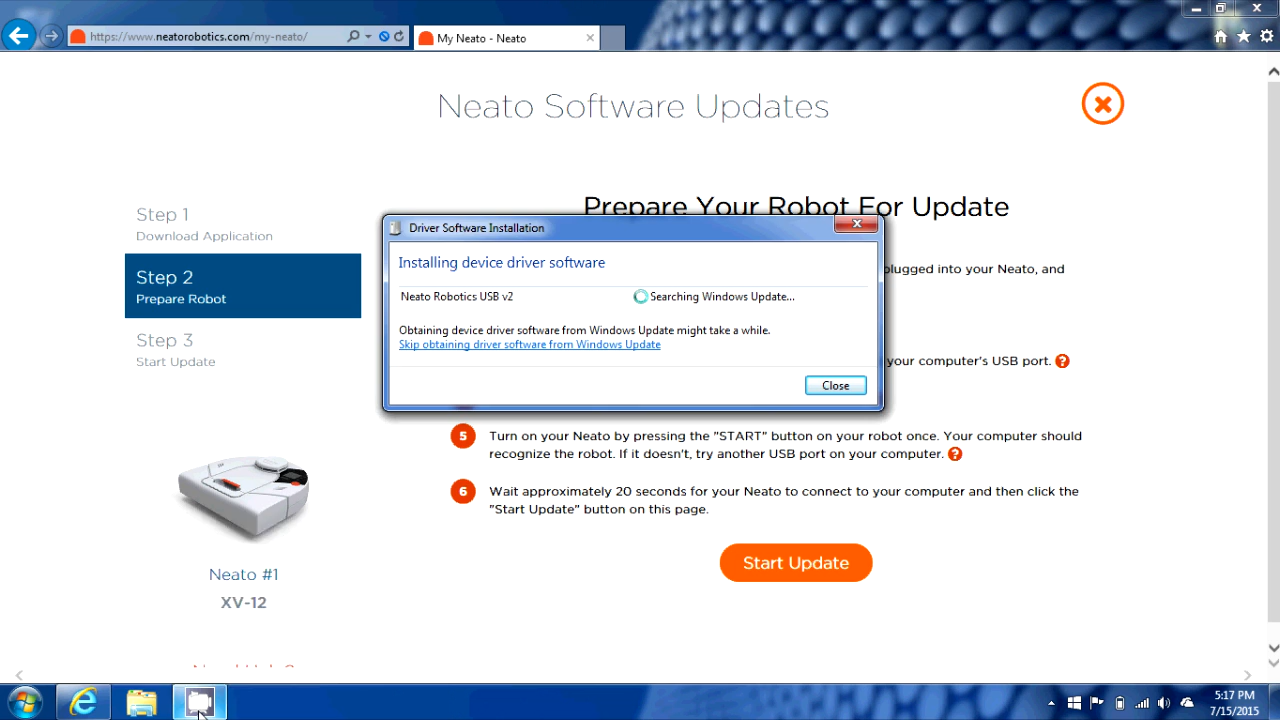 https://www.neatorobotics.com/my-neato/
My Neato - Neato
Neato Software Updates
Step 1
Download Application
Step 2
Prepare Robot
Step 3
Start Update
Neato #1
XV-12
Prepare Your Robot For Update
plugged into your Neato, and
Driver Software Installation
Installing device driver software
Neato Robotics USB v2 Searching Windows Update...
Obtaining device driver software from Windows Update might take a while.
Skip obtaining driver software from Windows Update
Close
your computer's USB port. ?
5 Turn on your Neato by pressing the "START" button on your robot once. Your computer should
recognize the robot. If it doesn't, try another USB port on your computer. ?
6 Wait approximately 20 seconds for your Neato to connect to your computer and then click the
"Start Update" button on this page.
Start Update
5:17 PM
7/15/2015